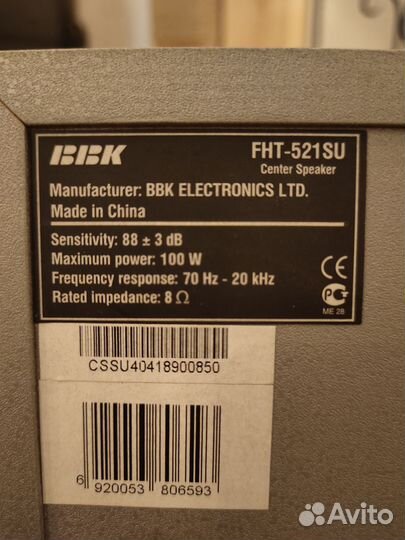 BBK
FHT-521SU
Center Speaker
Manufacturer: BBK ELECTRONICS LTD.
Made in China
Sensitivity: 88 ± 3 dB
Maximum power: 100 W
Frequency response: 70 Hz - 20 kHz
Rated impedance: 8 Ω
CE
РСТ
ME 28
CSSU40418900850
6 920053 806593
Avito